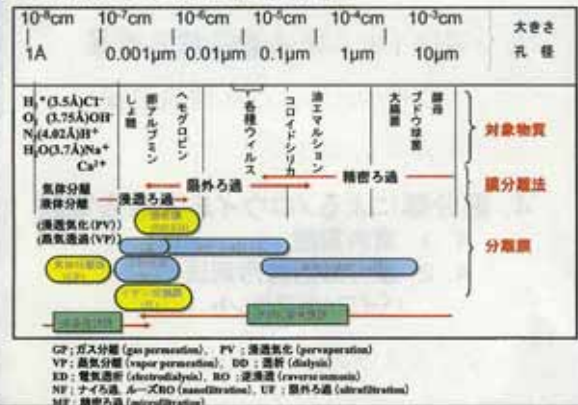 10⁻⁸cm 10⁻⁷cm 10⁻⁶cm 10⁻⁵cm 10⁻⁴cm 10⁻³cm 大きさ
1Å 0.001μm 0.01μm 0.1μm 1μm 10μm 孔径
H₂⁺(3.5Å)Cl⁻
O₂ (3.75Å)OH⁻
N₂(4.02Å)H⁺
H₂O(3.7Å)Na⁺
Ca²⁺
しょ糖
卵アルブミン
ヘモグロビン
各種ウィルス
コロイドシリカ
油エマルション
大腸菌
ブドウ球菌
酵母
対象物質
気体分離
液体分離
浸透ろ過
限外ろ過
精密ろ過
膜分離法
(浸透気化(PV))
(蒸気透過(VP))
分離膜
GP；ガス分離(gas permeation)、 PV；浸透気化(pervaporation)
VP；蒸気分離(vapor permeation)、 DD；透析(dialysis)
ED；電気透析(electrodialysis)、 RO；逆浸透(raverse osmosis)
NF；ナイろ過、ルーズRO(nanofiltration)、UF；限外ろ過(ultrafiltration)
MF；精密ろ過(microfiltration)